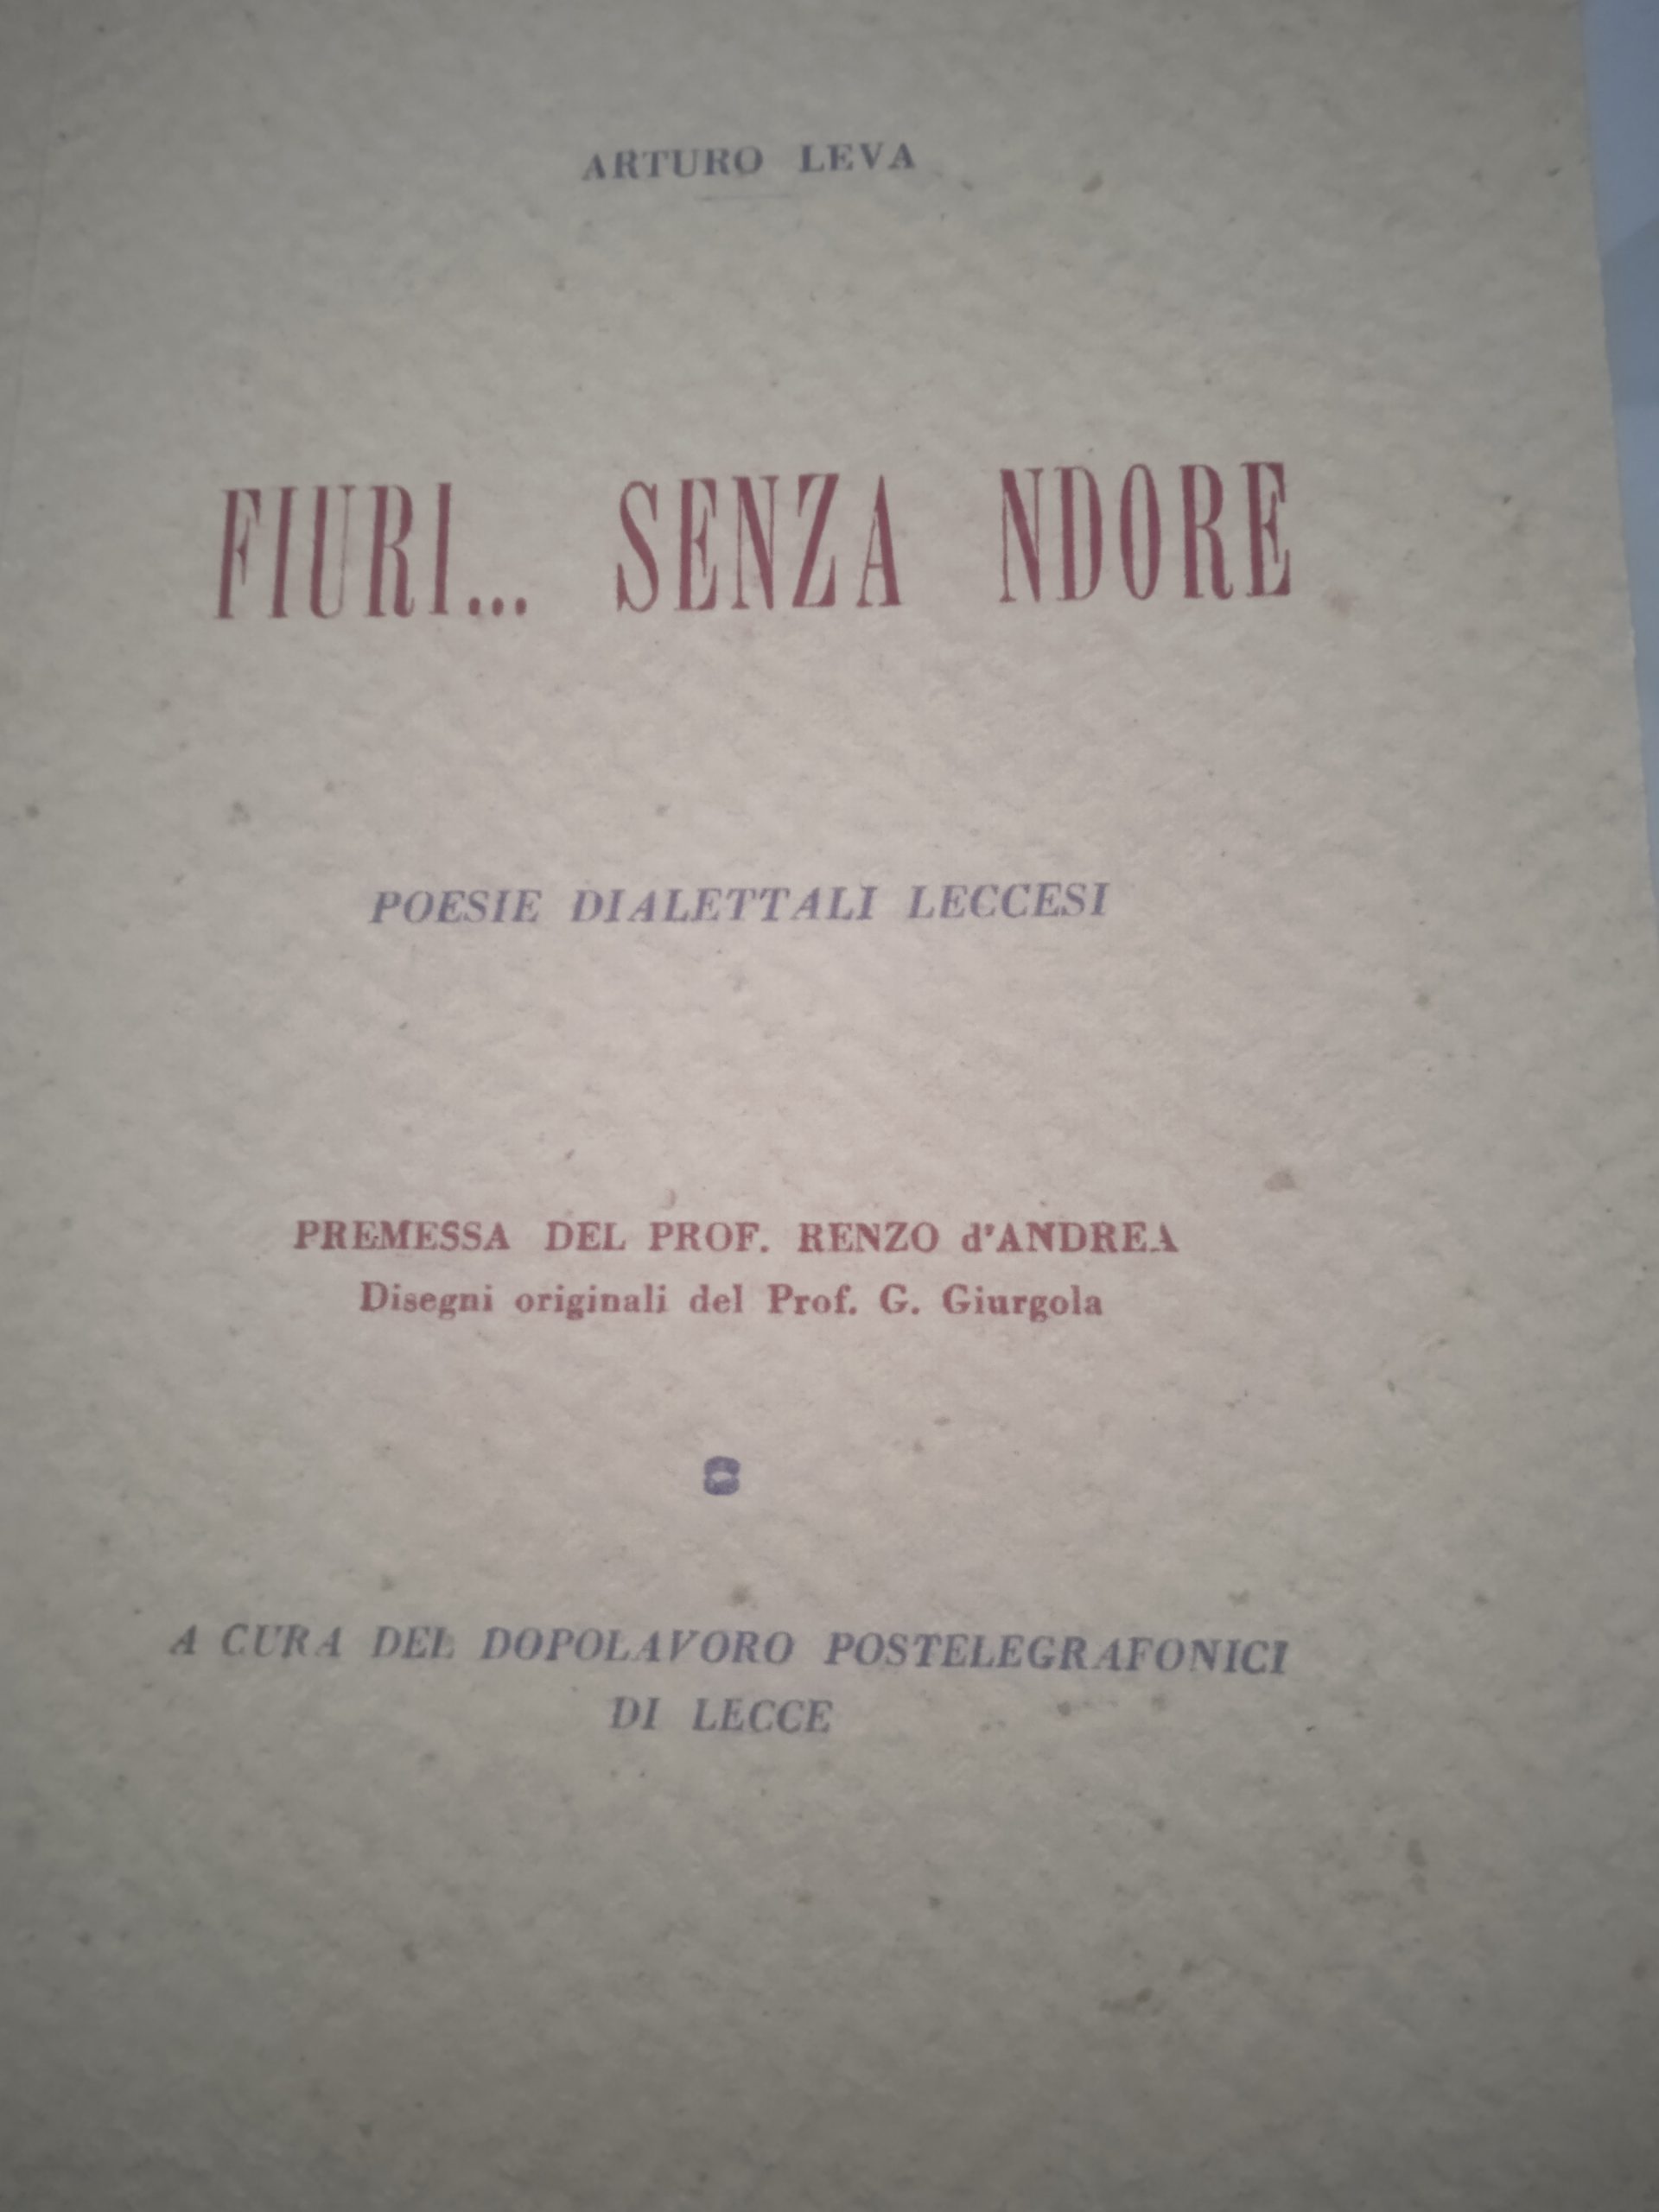 ARTURO LEVA
FIURI... SENZA NDORE
POESIE DIALETTALI LECCESI
PREMESSA DEL PROF. RENZO d'ANDREA
Disegni originali del Prof. G. Giurgola
A CURA DEL DOPOLAVORO POSTELEGRAFONICI
DI LECCE